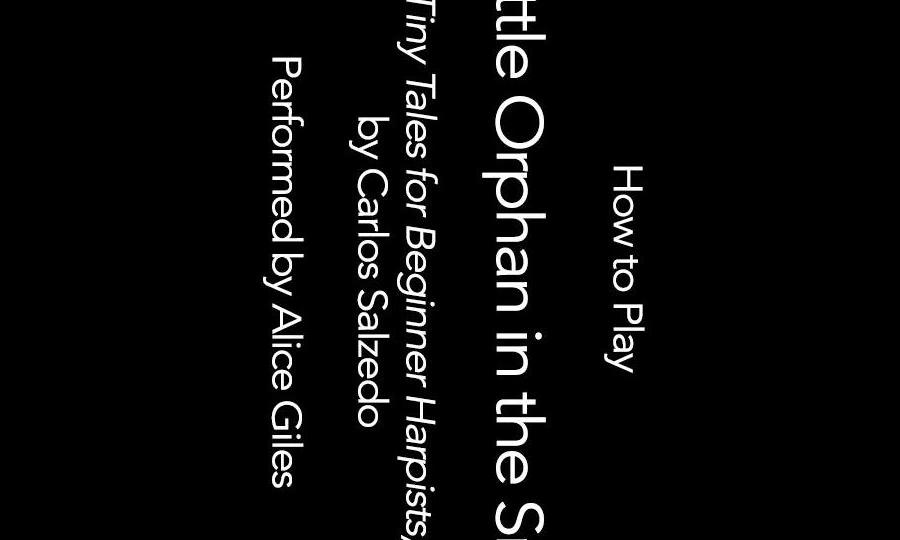 How to Play
ttle Orphan in the S
Tiny Tales for Beginner Harpists,
by Carlos Salzedo
Performed by Alice Giles